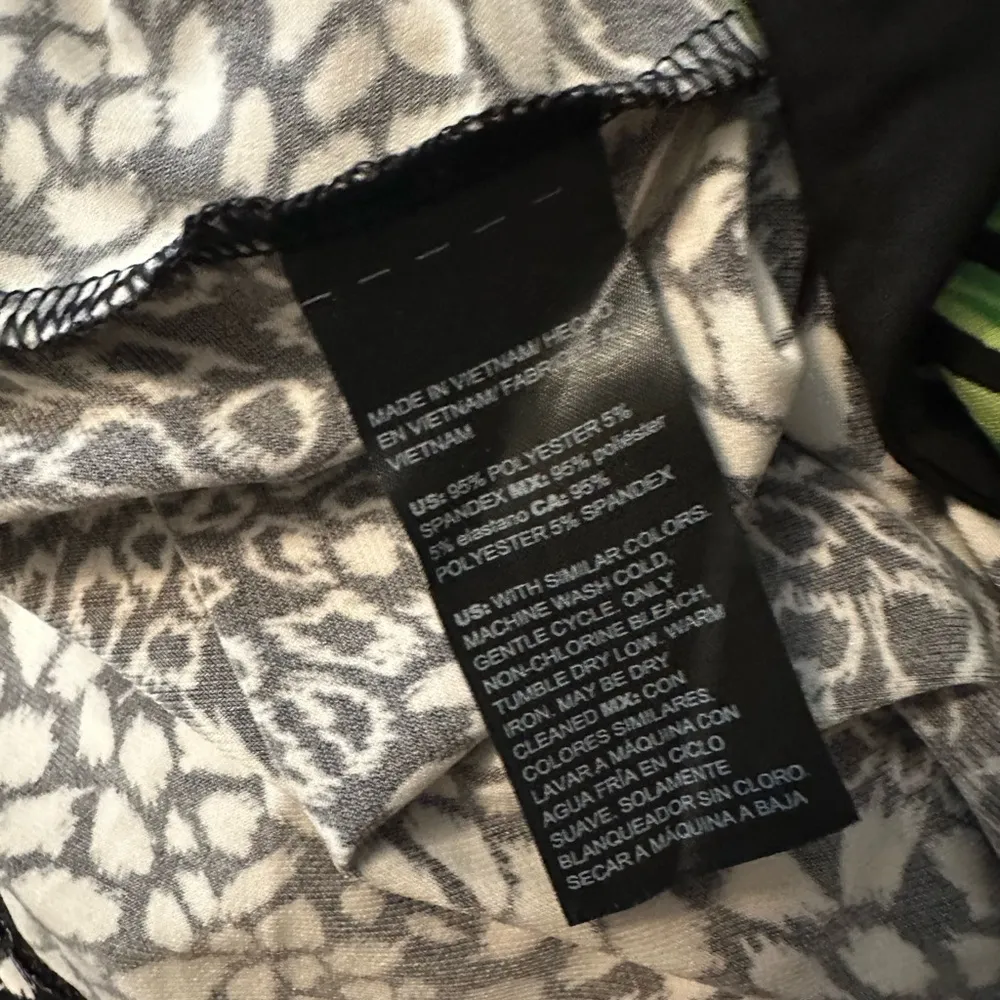 MADE IN VIETNAM/ HECHO
EN VIETNAM/ FABRIQUÉ AU
VIETNAM
US: 95% POLYESTER 5%
SPANDEX MX: 95% poliéster
5% elastano CA: 95%
POLYESTER 5% SPANDEX
US: WITH SIMILAR COLORS.
MACHINE WASH COLD,
GENTLE CYCLE. ONLY
NON-CHLORINE BLEACH.
TUMBLE DRY LOW. WARM
IRON. MAY BE DRY
CLEANED MX: CON
COLORES SIMILARES.
LAVAR A MÁQUINA CON
AGUA FRÍA EN CICLO
SUAVE. SOLAMENTE
BLANQUEADOR SIN CLORO.
SECAR A MÁQUINA A BAJA